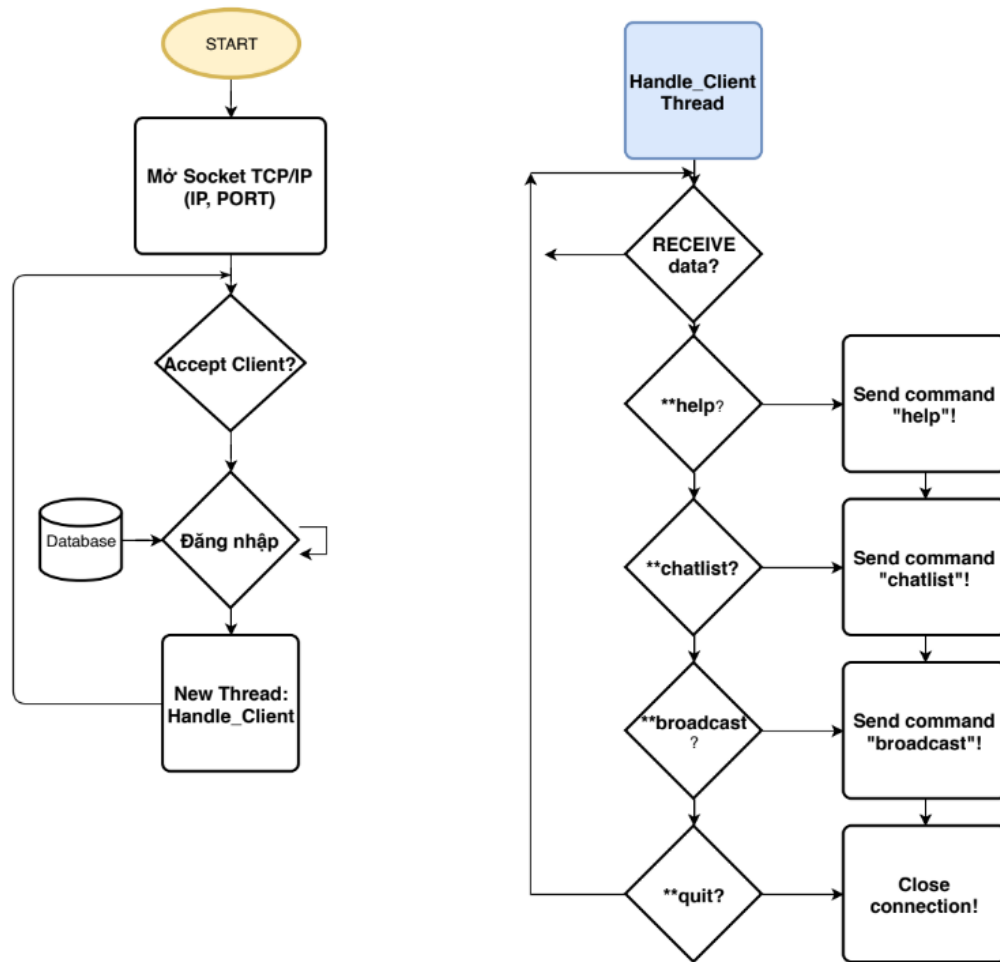 START
Mở Socket TCP/IP
(IP, PORT)
Accept Client?
Database
Đăng nhập
New Thread:
Handle_Client
Handle_Client
Thread
RECEIVE
data?
**help?
Send command
"help"!
**chatlist?
Send command
"chatlist"!
**broadcast
?
Send command
"broadcast"!
**quit?
Close
connection!